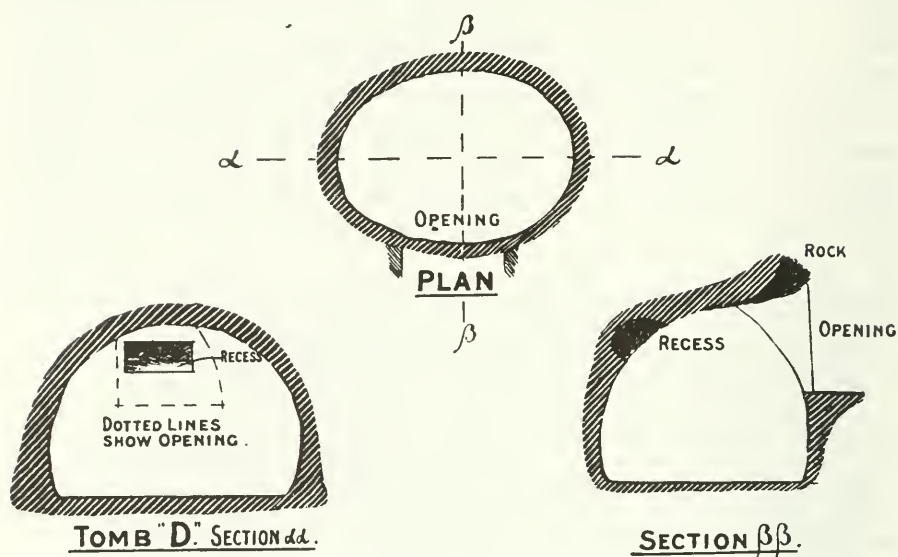 β
α α
OPENING
PLAN
β
ROCK
OPENING
RECESS
RECESS
DOTTED LINES
SHOW OPENING.
TOMB "D". SECTION αα.
SECTION ββ.